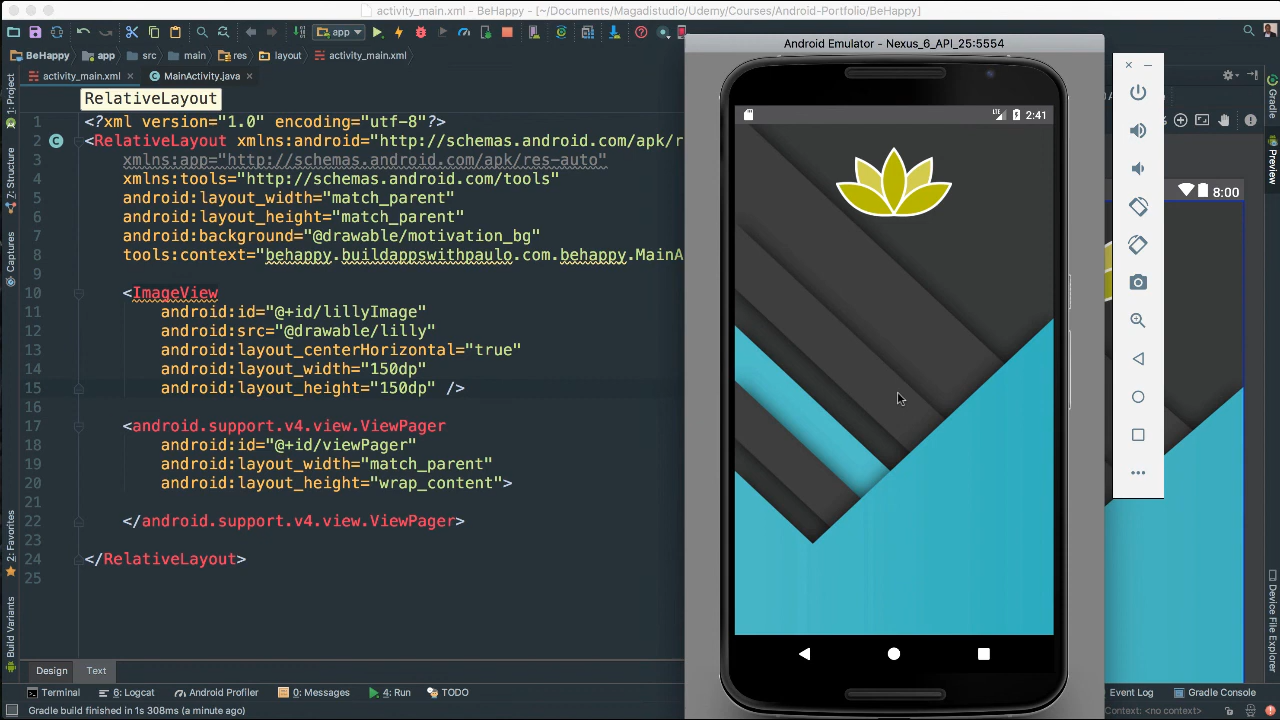 activity_main.xml - BeHappy - [~/Documents/Magadistudio/Udemy/Courses/Android-Portfolio/BeHappy]
app
BeHappy app src main res layout activity_main.xml
activity_main.xml MainActivity.java
RelativeLayout
1 <?xml version="1.0" encoding="utf-8"?>
2 <RelativeLayout xmlns:android="http://schemas.android.com/apk/r
3 xmlns:app="http://schemas.android.com/apk/res-auto"
4 xmlns:tools="http://schemas.android.com/tools"
5 android:layout_width="match_parent"
6 android:layout_height="match_parent"
7 android:background="@drawable/motivation_bg"
8 tools:context="behappy.buildappswithpaulo.com.behappy.MainA
9
10 <ImageView
11 android:id="@+id/lillyImage"
12 android:src="@drawable/lilly"
13 android:layout_centerHorizontal="true"
14 android:layout_width="150dp"
15 android:layout_height="150dp" />
16
17 <android.support.v4.view.ViewPager
18 android:id="@+id/viewPager"
19 android:layout_width="match_parent"
20 android:layout_height="wrap_content">
21
22 </android.support.v4.view.ViewPager>
23
24 </RelativeLayout>
25
1: Project
7: Structure
Captures
2: Favorites
Build Variants
Android Emulator - Nexus_6_API_25:5554
LTE 2:41
8:00
Gradle
Preview
Device File Explorer
Design Text
Terminal 6: Logcat Android Profiler 0: Messages 4: Run TODO
Event Log Gradle Console
Gradle build finished in 1s 308ms (a minute ago)
Context: <no context>